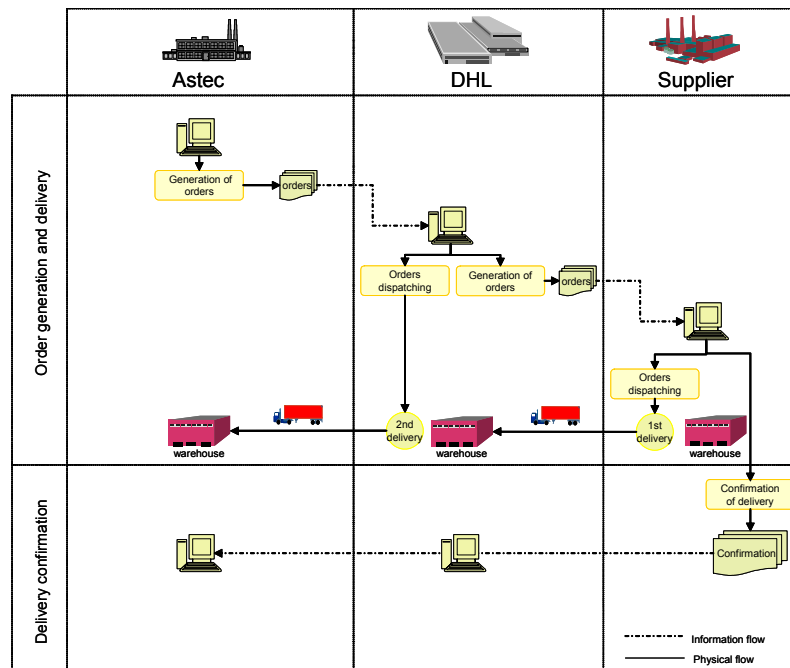 Astec
DHL
Supplier
Order generation and delivery
Generation of
orders
orders
Orders
dispatching
Generation of
orders
orders
Orders
dispatching
2nd
delivery
1st
delivery
warehouse
warehouse
warehouse
Delivery confirmation
Confirmation
of delivery
Confirmation
Information flow
Physical flow